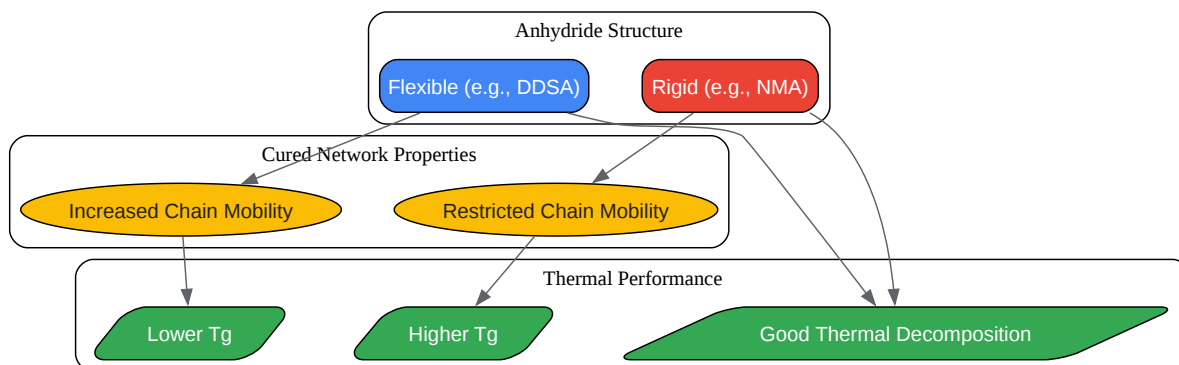 Anhydride Structure
Flexible (e.g., DDSA)
Rigid (e.g., NMA)
Cured Network Properties
Increased Chain Mobility
Restricted Chain Mobility
Thermal Performance
Lower Tg
Higher Tg
Good Thermal Decomposition